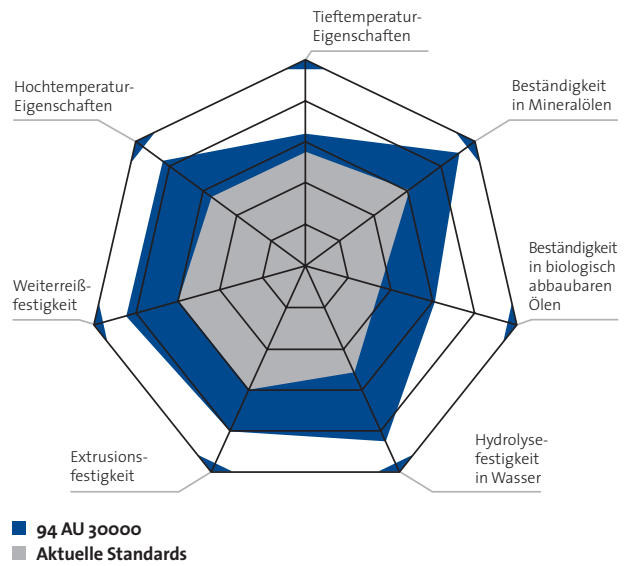 Tieftemperatur-
Eigenschaften
Hochtemperatur-
Eigenschaften
Beständigkeit
in Mineralölen
Beständigkeit
in biologisch
abbaubaren
Ölen
Weiterreiß-
festigkeit
Hydrolyse-
festigkeit
in Wasser
Extrusions-
festigkeit
94 AU 30000
Aktuelle Standards